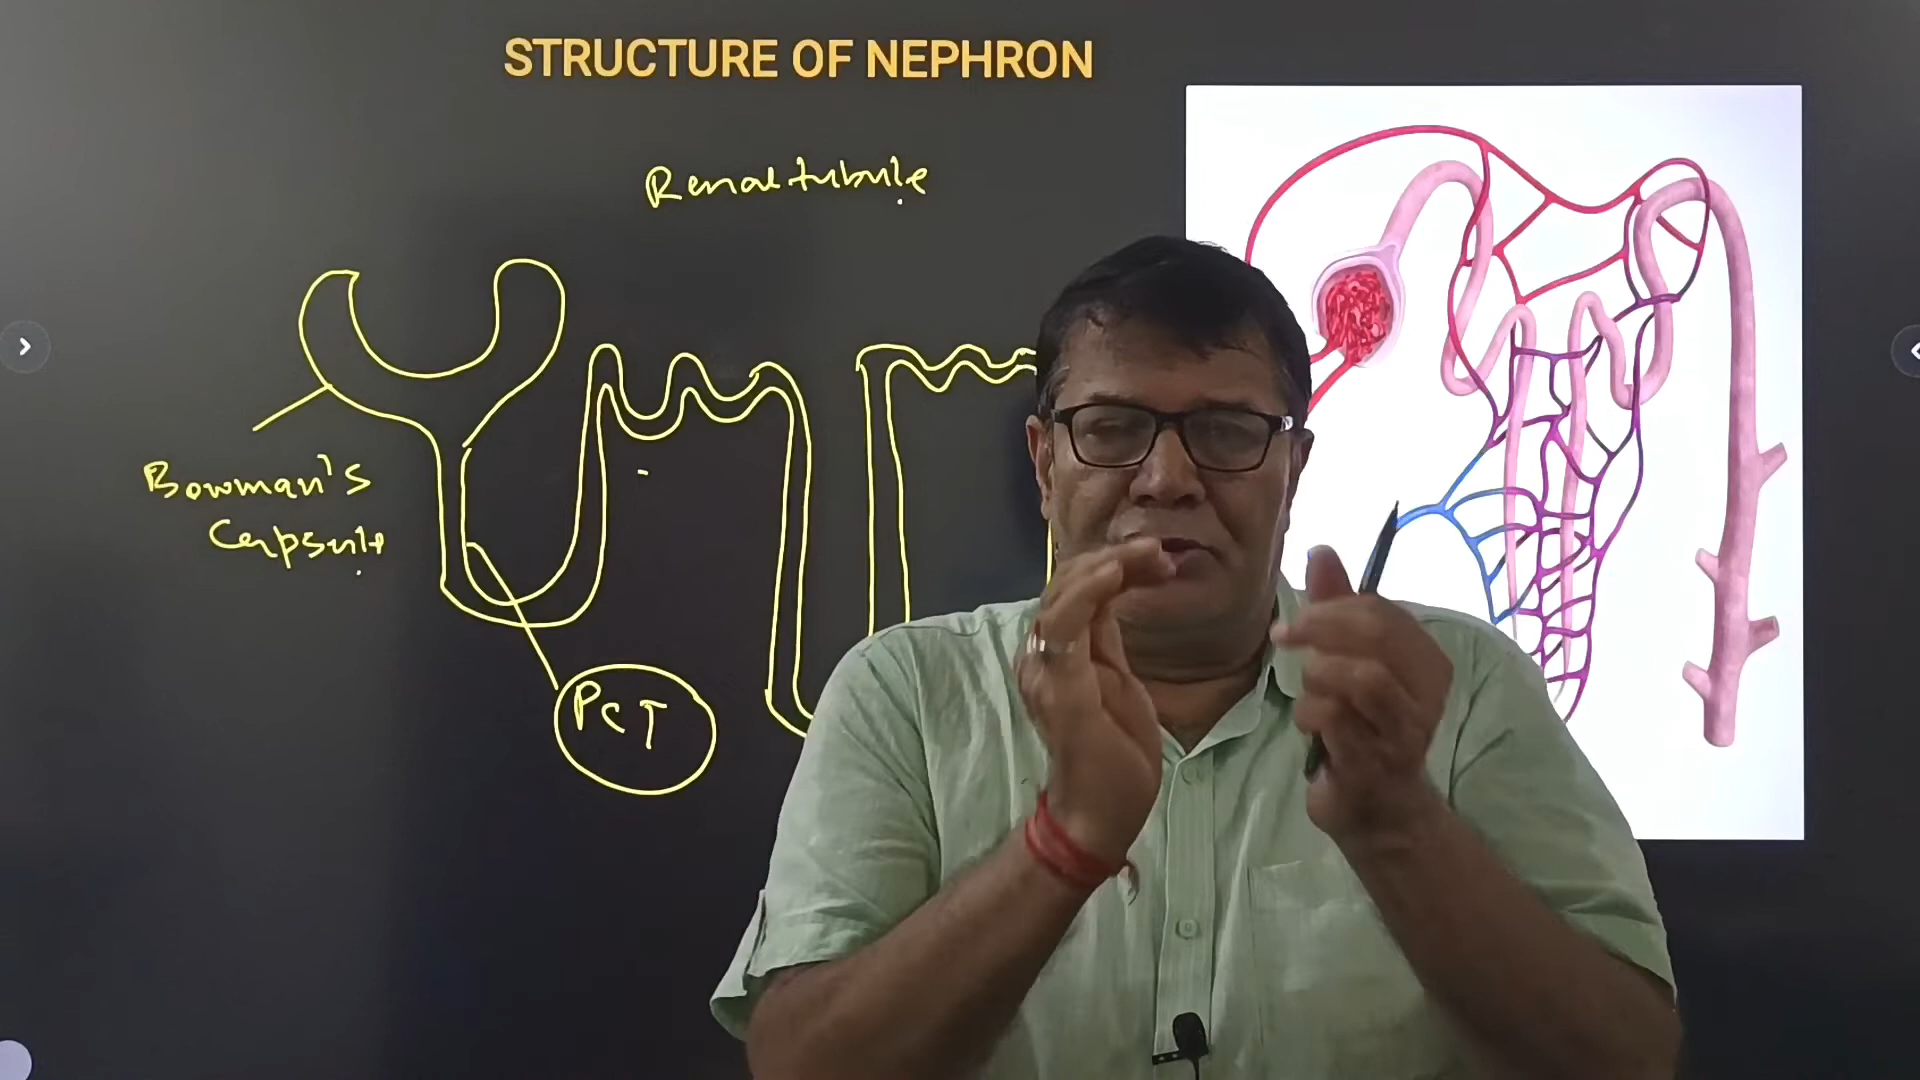 STRUCTURE OF NEPHRON
Renal tubule
Bowman's
Capsule
PCT